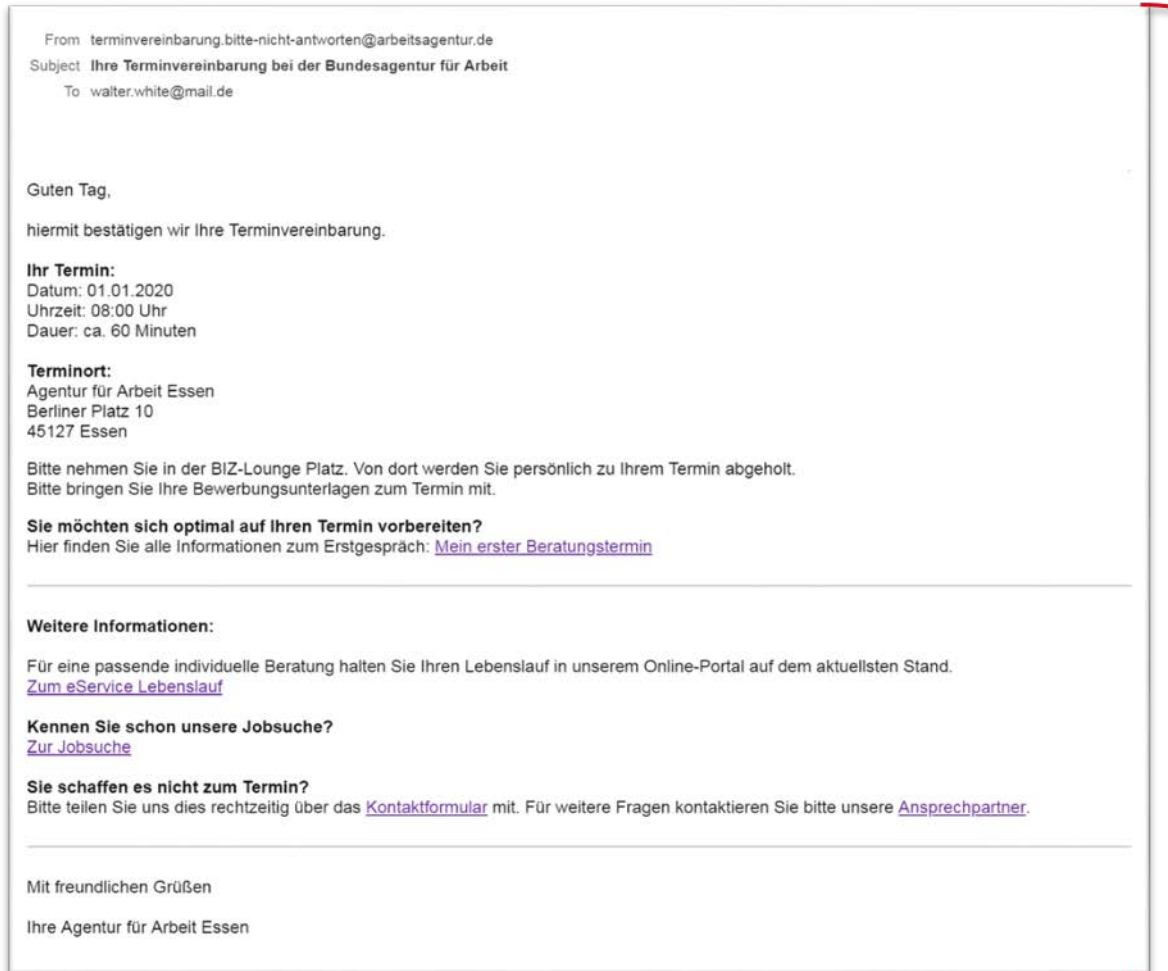 From terminvereinbarung.bitte-nicht-antworten@arbeitsagentur.de
Subject Ihre Terminvereinbarung bei der Bundesagentur für Arbeit
To walter.white@mail.de
Guten Tag,
hiermit bestätigen wir Ihre Terminvereinbarung.
Ihr Termin:
Datum: 01.01.2020
Uhrzeit: 08:00 Uhr
Dauer: ca. 60 Minuten
Terminort:
Agentur für Arbeit Essen
Berliner Platz 10
45127 Essen
Bitte nehmen Sie in der BIZ-Lounge Platz. Von dort werden Sie persönlich zu Ihrem Termin abgeholt.
Bitte bringen Sie Ihre Bewerbungsunterlagen zum Termin mit.
Sie möchten sich optimal auf Ihren Termin vorbereiten?
Hier finden Sie alle Informationen zum Erstgespräch: Mein erster Beratungstermin
Weitere Informationen:
Für eine passende individuelle Beratung halten Sie Ihren Lebenslauf in unserem Online-Portal auf dem aktuellsten Stand.
Zum eService Lebenslauf
Kennen Sie schon unsere Jobsuche?
Zur Jobsuche
Sie schaffen es nicht zum Termin?
Bitte teilen Sie uns dies rechtzeitig über das Kontaktformular mit. Für weitere Fragen kontaktieren Sie bitte unsere Ansprechpartner.
Mit freundlichen Grüßen
Ihre Agentur für Arbeit Essen